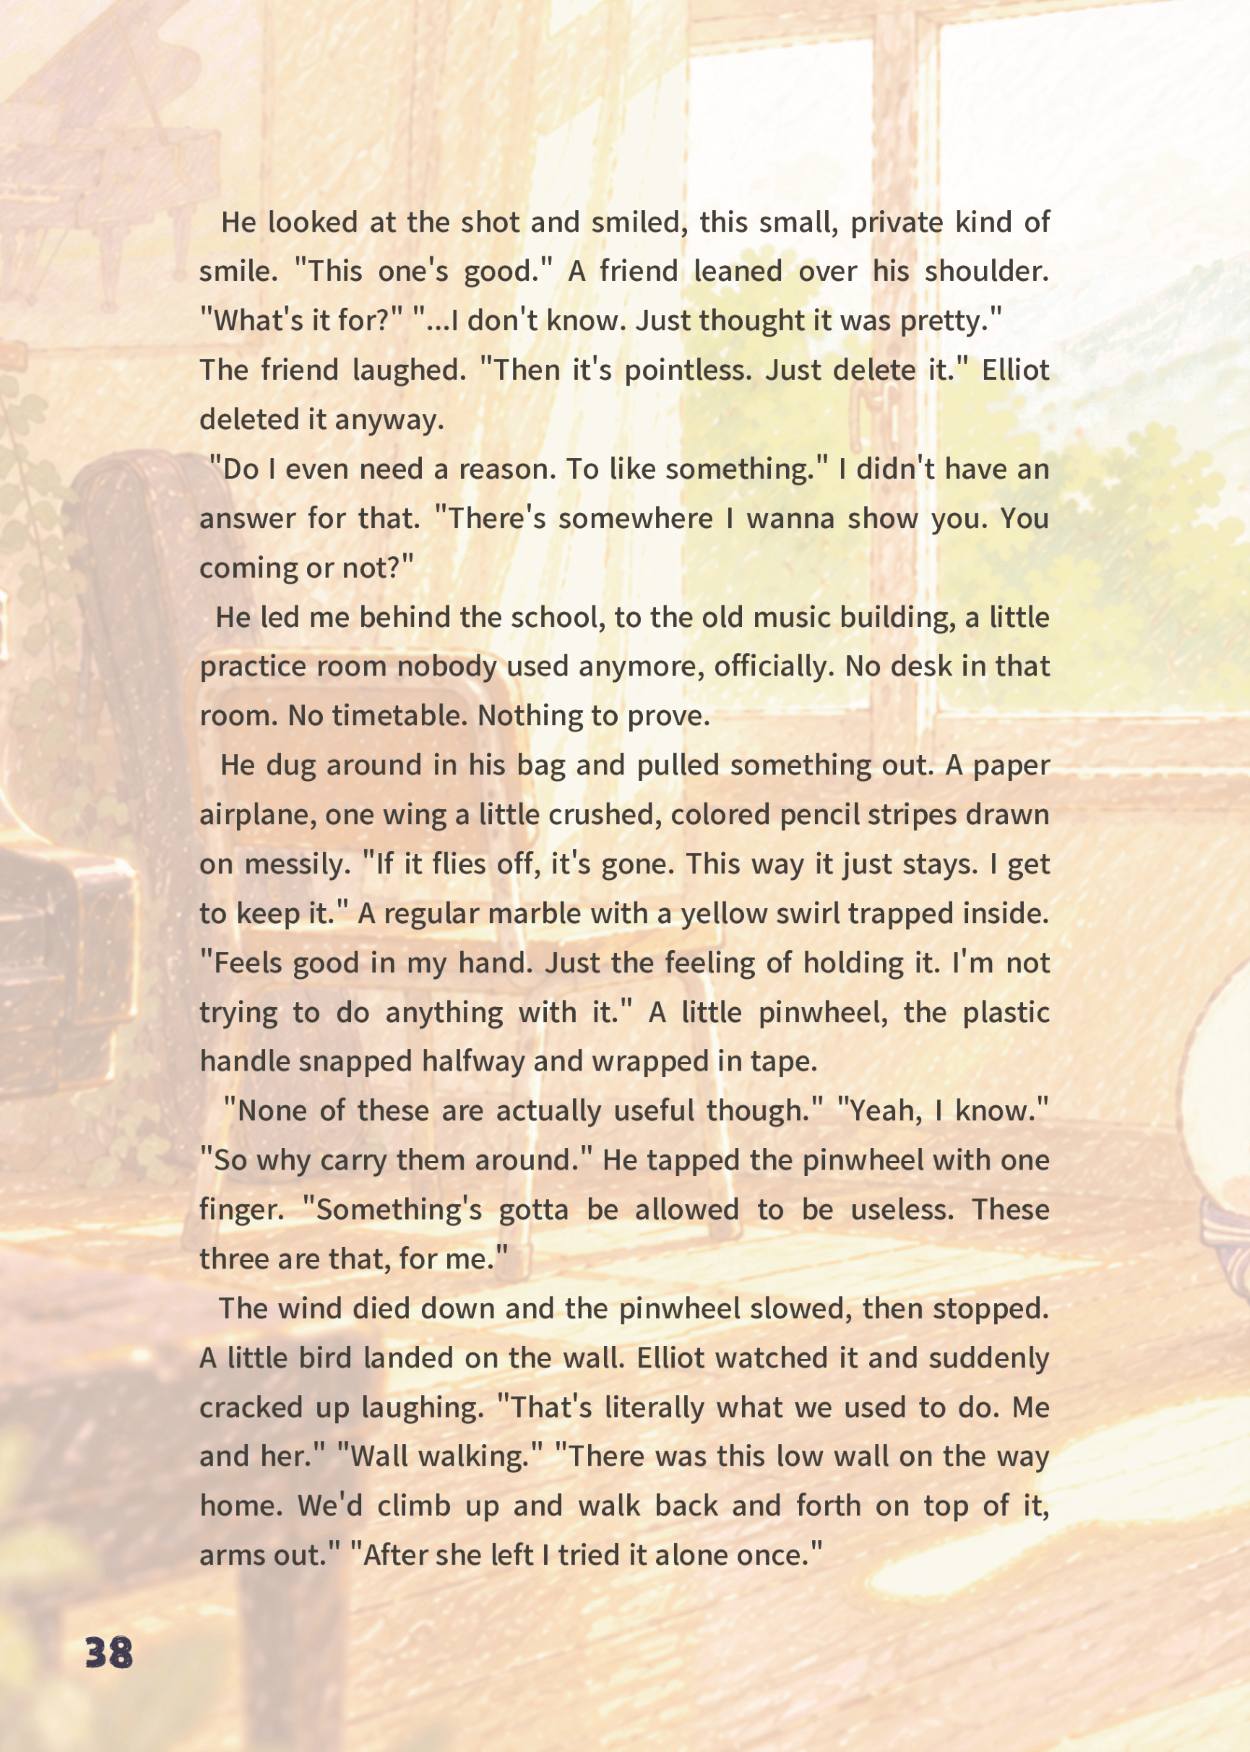 He looked at the shot and smiled, this small, private kind of
smile. "This one's good." A friend leaned over his shoulder.
"What's it for?" "...I don't know. Just thought it was pretty."
The friend laughed. "Then it's pointless. Just delete it." Elliot
deleted it anyway.
"Do I even need a reason. To like something." I didn't have an
answer for that. "There's somewhere I wanna show you. You
coming or not?"
He led me behind the school, to the old music building, a little
practice room nobody used anymore, officially. No desk in that
room. No timetable. Nothing to prove.
He dug around in his bag and pulled something out. A paper
airplane, one wing a little crushed, colored pencil stripes drawn
on messily. "If it flies off, it's gone. This way it just stays. I get
to keep it." A regular marble with a yellow swirl trapped inside.
"Feels good in my hand. Just the feeling of holding it. I'm not
trying to do anything with it." A little pinwheel, the plastic
handle snapped halfway and wrapped in tape.
"None of these are actually useful though." "Yeah, I know."
"So why carry them around." He tapped the pinwheel with one
finger. "Something's gotta be allowed to be useless. These
three are that, for me."
The wind died down and the pinwheel slowed, then stopped.
A little bird landed on the wall. Elliot watched it and suddenly
cracked up laughing. "That's literally what we used to do. Me
and her." "Wall walking." "There was this low wall on the way
home. We'd climb up and walk back and forth on top of it,
arms out." "After she left I tried it alone once."
38